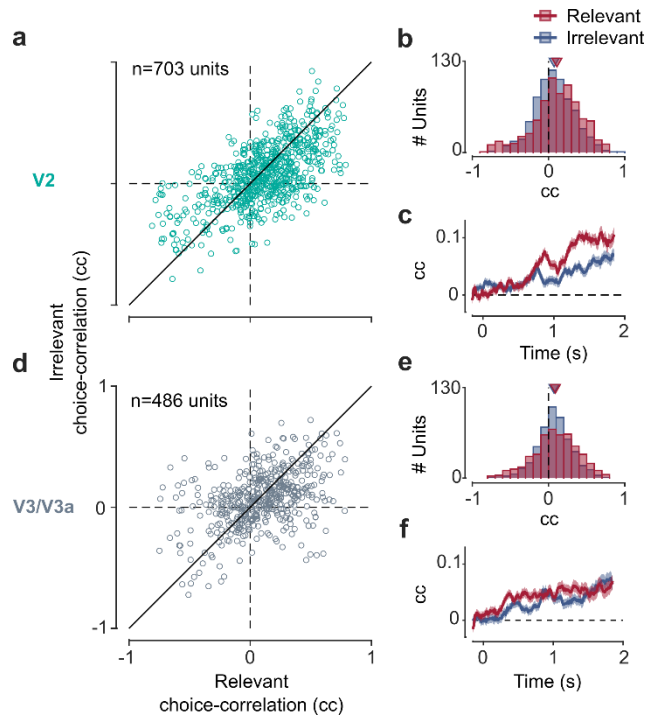 Relevant
Irrelevant
a
n=703 units
V2
b
130
# Units
0
-1
0
1
cc
c
0.1
cc
0
0
1
2
Time (s)
Irrelevant
choice-correlation (cc)
d
1
n=486 units
V3/V3a
0
-1
-1
0
1
Relevant
choice-correlation (cc)
e
130
# Units
0
-1
0
1
cc
f
0.1
cc
0
0
1
2
Time (s)